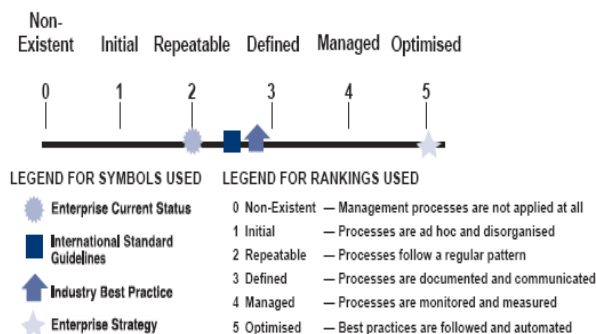 Non-
Existent Initial Repeatable Defined Managed Optimised
0 1 2 3 4 5
LEGEND FOR SYMBOLS USED
Enterprise Current Status
International Standard
Guidelines
Industry Best Practice
Enterprise Strategy
LEGEND FOR RANKINGS USED
0 Non-Existent — Management processes are not applied at all
1 Initial — Processes are ad hoc and disorganised
2 Repeatable — Processes follow a regular pattern
3 Defined — Processes are documented and communicated
4 Managed — Processes are monitored and measured
5 Optimised — Best practices are followed and automated